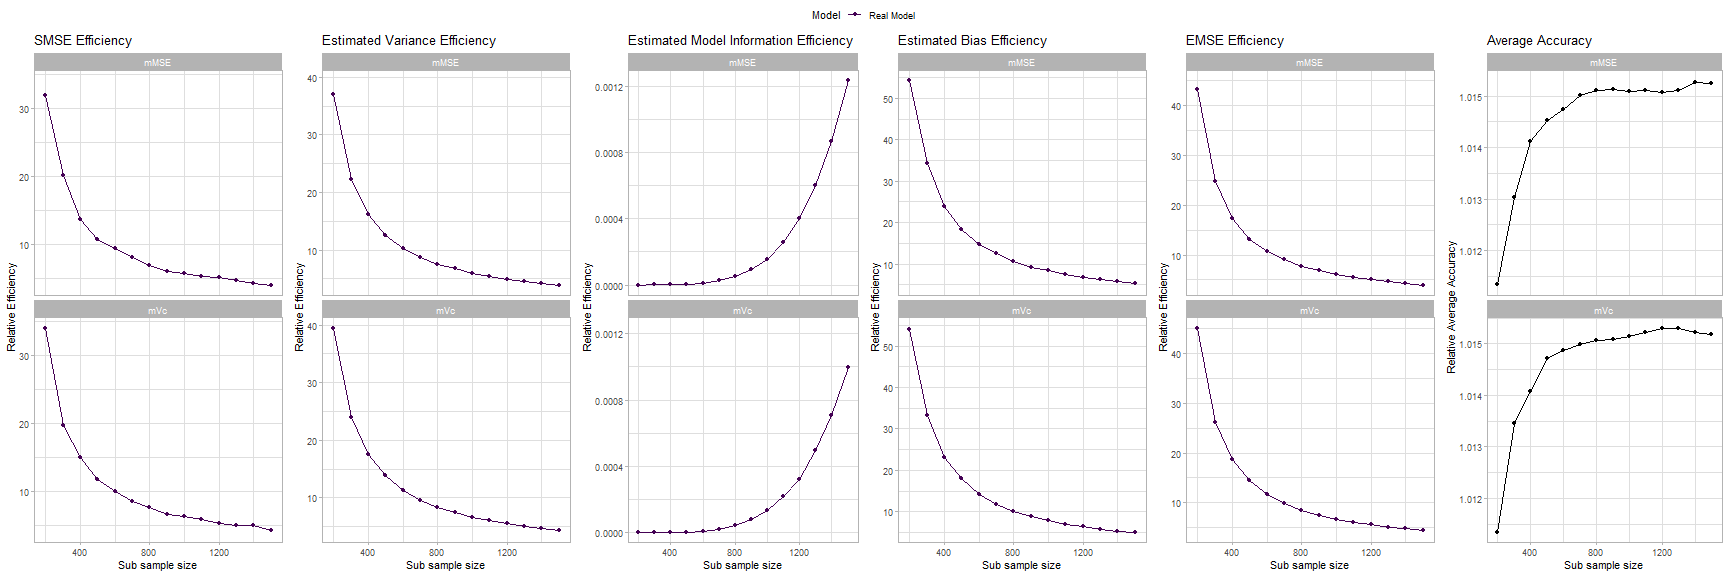 Model Real Model
SMSE Efficiency
Estimated Variance Efficiency
Estimated Model Information Efficiency
Estimated Bias Efficiency
EMSE Efficiency
Average Accuracy
mMSE
mMSE
mMSE
mMSE
mMSE
mMSE
30
20
10
40
30
20
10
0.0012
0.0008
0.0004
0.0000
50
40
30
20
10
40
30
20
10
1.015
1.014
1.013
1.012
Relative Efficiency
Relative Efficiency
Relative Efficiency
Relative Efficiency
Relative Efficiency
Relative Average Accuracy
mVc
mVc
mVc
mVc
mVc
mVc
30
20
10
40
30
20
10
0.0012
0.0008
0.0004
0.0000
50
40
30
20
10
40
30
20
10
1.015
1.014
1.013
1.012
400 800 1200
400 800 1200
400 800 1200
400 800 1200
400 800 1200
400 800 1200
Sub sample size
Sub sample size
Sub sample size
Sub sample size
Sub sample size
Sub sample size